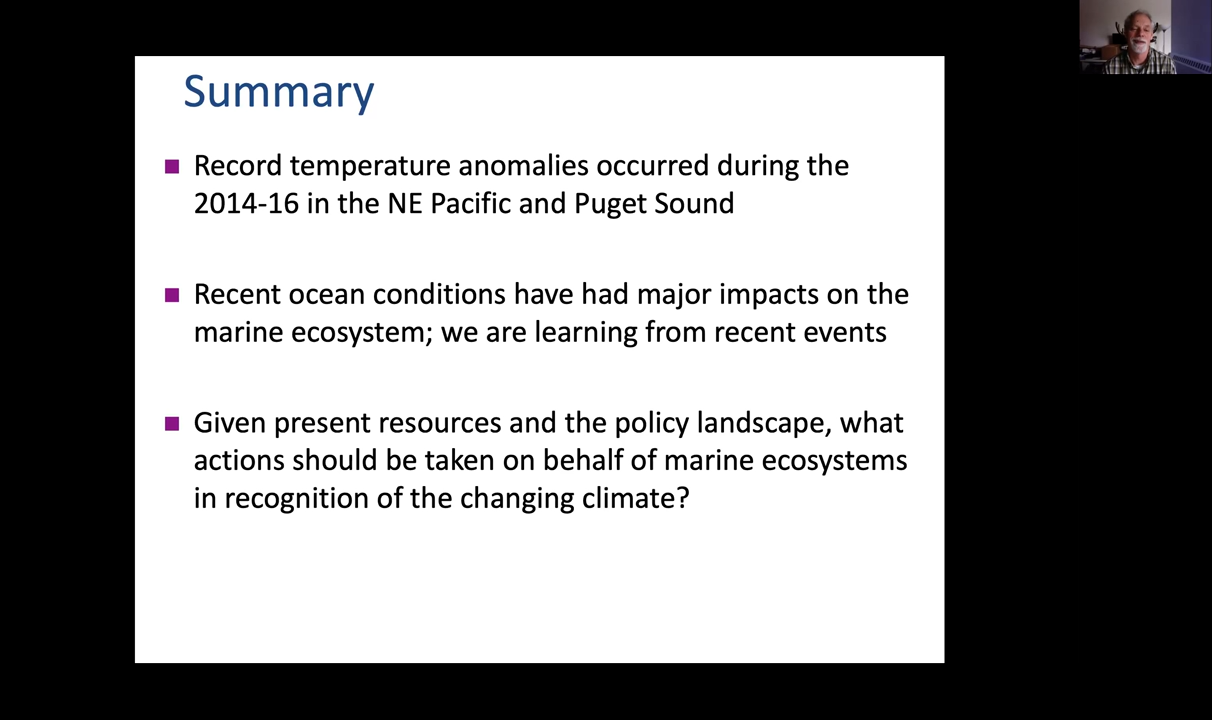 Summary
Record temperature anomalies occurred during the
2014-16 in the NE Pacific and Puget Sound
Recent ocean conditions have had major impacts on the
marine ecosystem; we are learning from recent events
Given present resources and the policy landscape, what
actions should be taken on behalf of marine ecosystems
in recognition of the changing climate?